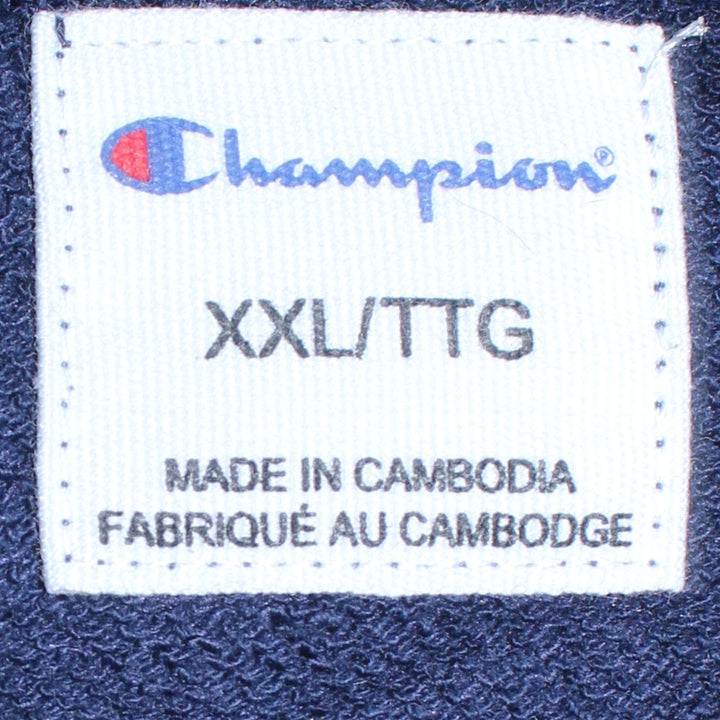 Champion®
XXL/TTG
MADE IN CAMBODIA
FABRIQUÉ AU CAMBODGE